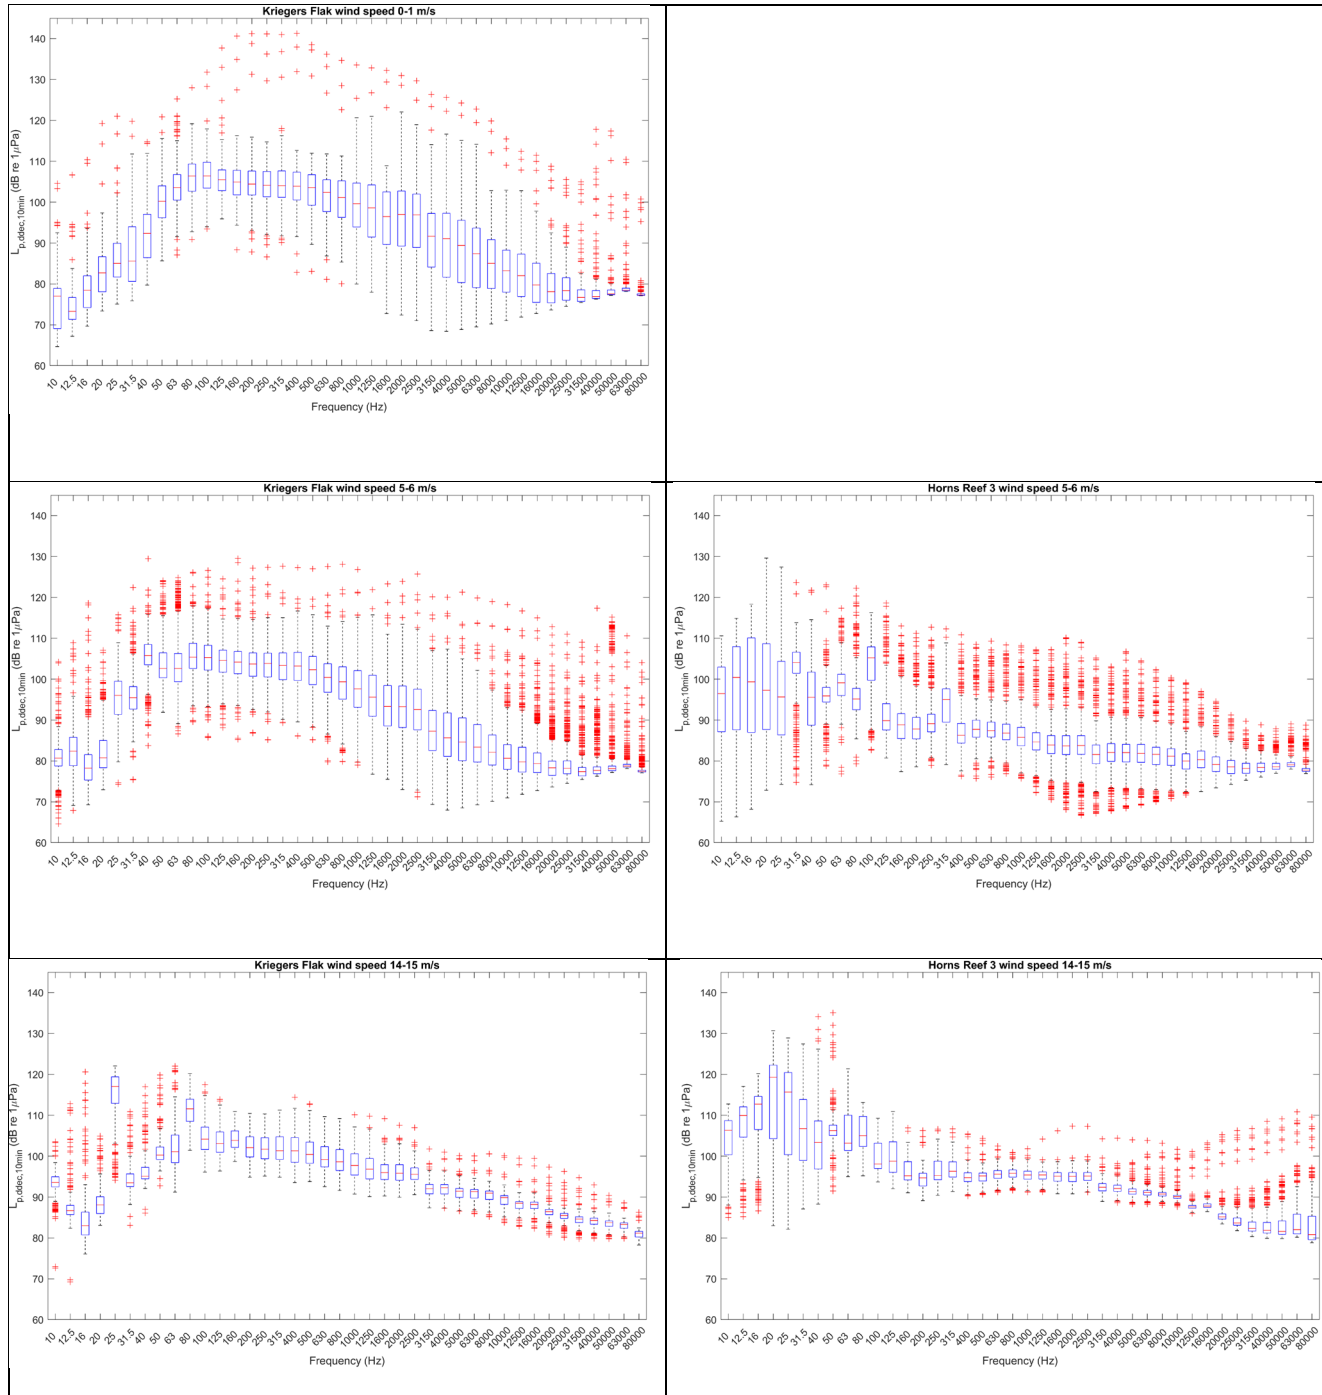 Kriegers Flak wind speed 0-1 m/s
L p,ddec,10min (dB re 1μPa)
140
130
120
110
100
90
80
70
60
10 12.5 16 20 25 31.5 40 50 63 80 100 125 160 200 250 315 400 500 630 800 1000 1250 1600 2000 2500 3150 4000 5000 6300 8000 10000 12500 16000 20000 25000 31500 40000 50000 63000 80000
Frequency (Hz)
Kriegers Flak wind speed 5-6 m/s
L p,ddec,10min (dB re 1μPa)
140
130
120
110
100
90
80
70
60
10 12.5 16 20 25 31.5 40 50 63 80 100 125 160 200 250 315 400 500 630 800 1000 1250 1600 2000 2500 3150 4000 5000 6300 8000 10000 12500 16000 20000 25000 31500 40000 50000 63000 80000
Frequency (Hz)
Horns Reef 3 wind speed 5-6 m/s
L p,ddec,10min (dB re 1μPa)
140
130
120
110
100
90
80
70
60
10 12.5 16 20 25 31.5 40 50 63 80 100 125 160 200 250 315 400 500 630 800 1000 1250 1600 2000 2500 3150 4000 5000 6300 8000 10000 12500 16000 20000 25000 31500 40000 50000 63000 80000
Frequency (Hz)
Kriegers Flak wind speed 14-15 m/s
L p,ddec,10min (dB re 1μPa)
140
130
120
110
100
90
80
70
60
10 12.5 16 20 25 31.5 40 50 63 80 100 125 160 200 250 315 400 500 630 800 1000 1250 1600 2000 2500 3150 4000 5000 6300 8000 10000 12500 16000 20000 25000 31500 40000 50000 63000 80000
Frequency (Hz)
Horns Reef 3 wind speed 14-15 m/s
L p,ddec,10min (dB re 1μPa)
140
130
120
110
100
90
80
70
60
10 12.5 16 20 25 31.5 40 50 63 80 100 125 160 200 250 315 400 500 630 800 1000 1250 1600 2000 2500 3150 4000 5000 6300 8000 10000 12500 16000 20000 25000 31500 40000 50000 63000 80000
Frequency (Hz)